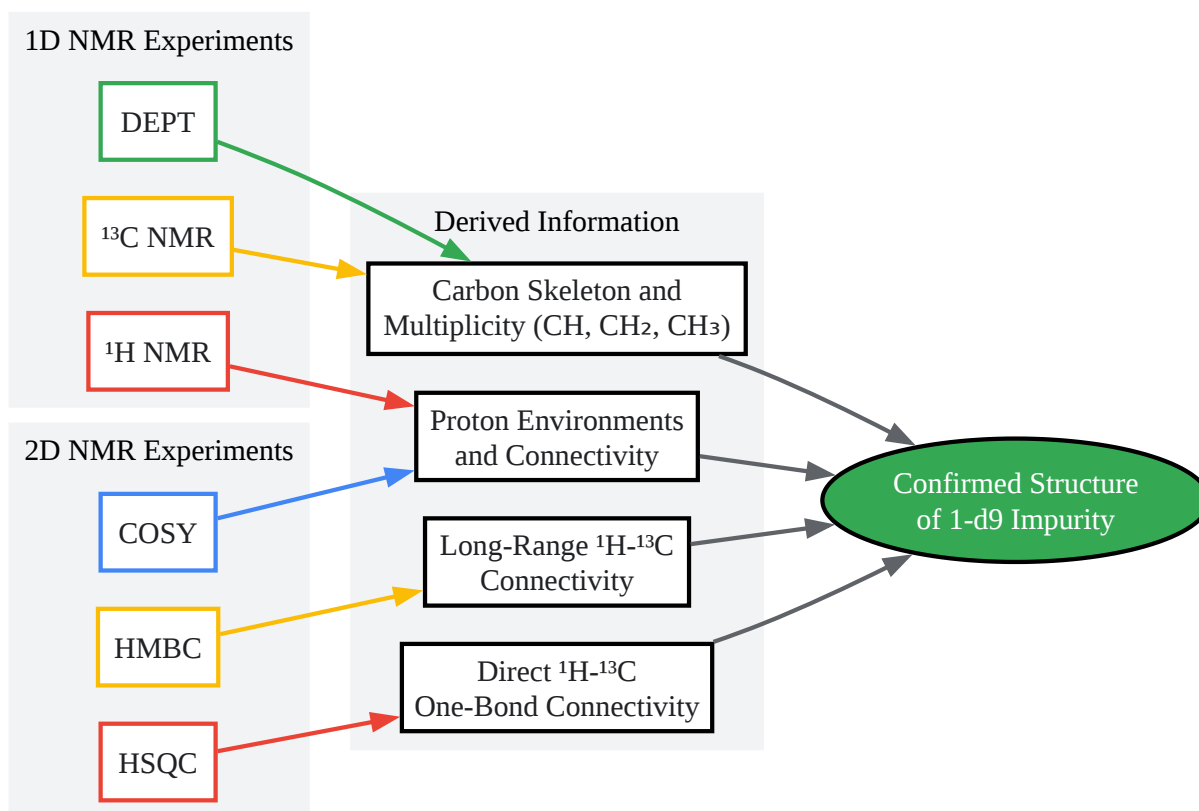 1D NMR Experiments
DEPT
¹³C NMR
¹H NMR
2D NMR Experiments
COSY
HMBC
HSQC
Derived Information
Carbon Skeleton and
Multiplicity (CH, CH₂, CH₃)
Proton Environments
and Connectivity
Long-Range ¹H-¹³C
Connectivity
Direct ¹H-¹³C
One-Bond Connectivity
Confirmed Structure
of 1-d9 Impurity